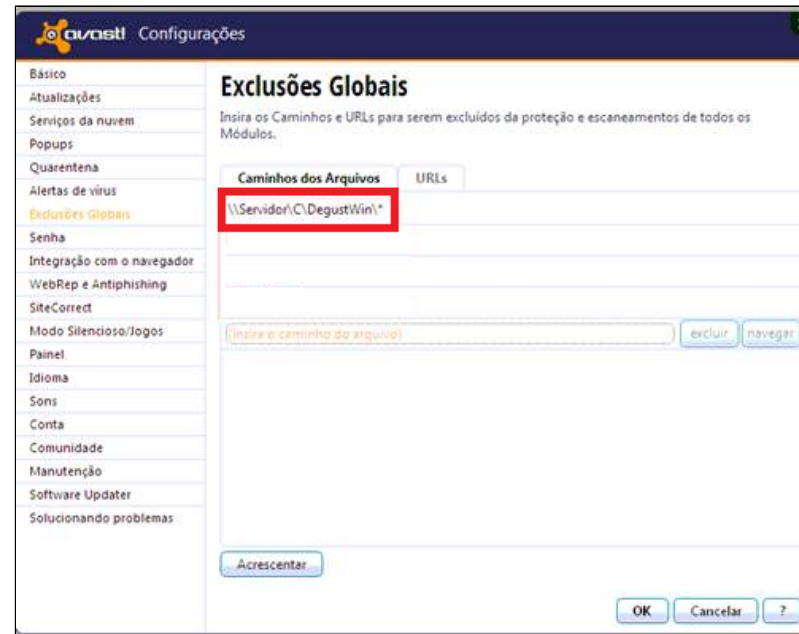 avast! Configurações
Básico
Atualizações
Serviços da nuvem
Popups
Quarentena
Alertas de vírus
Exclusões Globais
Senha
Integração com o navegador
WebRep e Antiphishing
SiteCorrect
Modo Silencioso/Jogos
Painel
Idioma
Sons
Conta
Comunidade
Manutenção
Software Updater
Solucionando problemas
Exclusões Globais
Insira os Caminhos e URLs para serem excluídos da proteção e escaneamentos de todos os
Módulos.
Caminhos dos Arquivos URLs
\\Servidor\C\DegustWin\*
(insira o caminho do arquivo) excluir navegar
Acrescentar
OK Cancelar ?